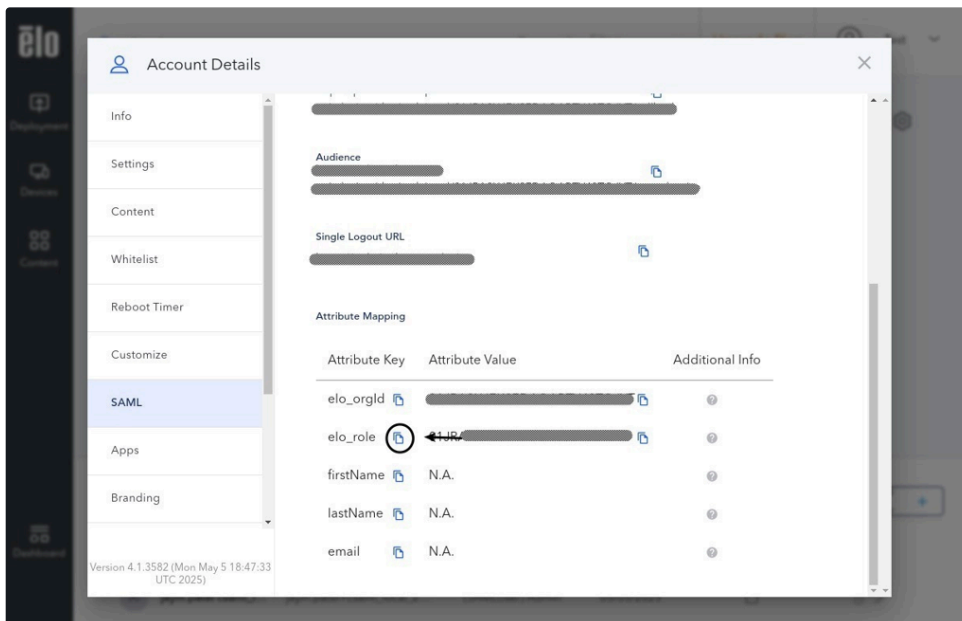 ēlo
Account Details
Deployment
Devices
Content
Dashboard
Info
Settings
Content
Whitelist
Reboot Timer
Customize
SAML
Apps
Branding
Version 4.1.3582 (Mon May 5 18:47:33
UTC 2025)
Audience
Single Logout URL
Attribute Mapping
Attribute Key Attribute Value Additional Info
elo_orgId
elo_role
firstName N.A.
lastName N.A.
email N.A.